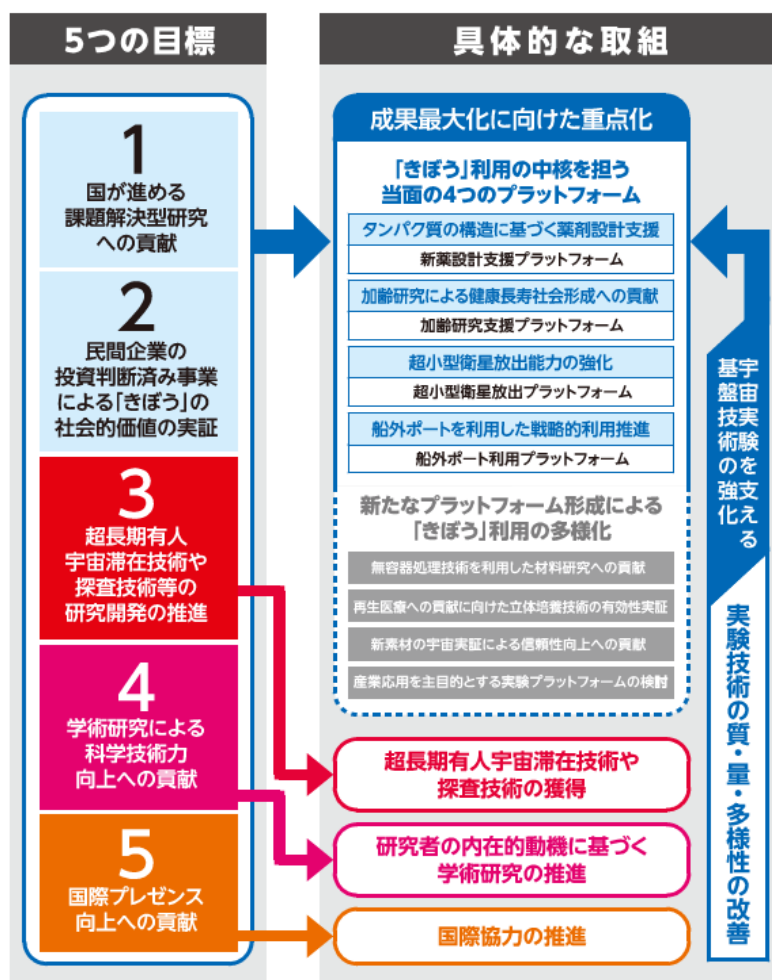 5つの目標
1
国が進める
課題解決型研究
への貢献
2
民間企業の
投資判断済み事業
による「きぼう」の
社会的価値の実証
3
超長期有人
宇宙滞在技術や
探査技術等の
研究開発の推進
4
学術研究による
科学技術力
向上への貢献
5
国際プレゼンス
向上への貢献
具体的な取組
成果最大化に向けた重点化
「きぼう」利用の中核を担う
当面の4つのプラットフォーム
タンパク質の構造に基づく薬剤設計支援
新薬設計支援プラットフォーム
加齢研究による健康長寿社会形成への貢献
加齢研究支援プラットフォーム
超小型衛星放出能力の強化
超小型衛星放出プラットフォーム
船外ポートを利用した戦略的利用推進
船外ポート利用プラットフォーム
新たなプラットフォーム形成による
「きぼう」利用の多様化
無容器処理技術を利用した材料研究への貢献
再生医療への貢献に向けた立体培養技術の有効性実証
新素材の宇宙実証による信頼性向上への貢献
産業応用を主目的とする実験プラットフォームの検討
超長期有人宇宙滞在技術や
探査技術の獲得
研究者の内在的動機に基づく
学術研究の推進
国際協力の推進
宇宙実験を支える
基盤技術の強化
実験技術の質・量・多様性の改善